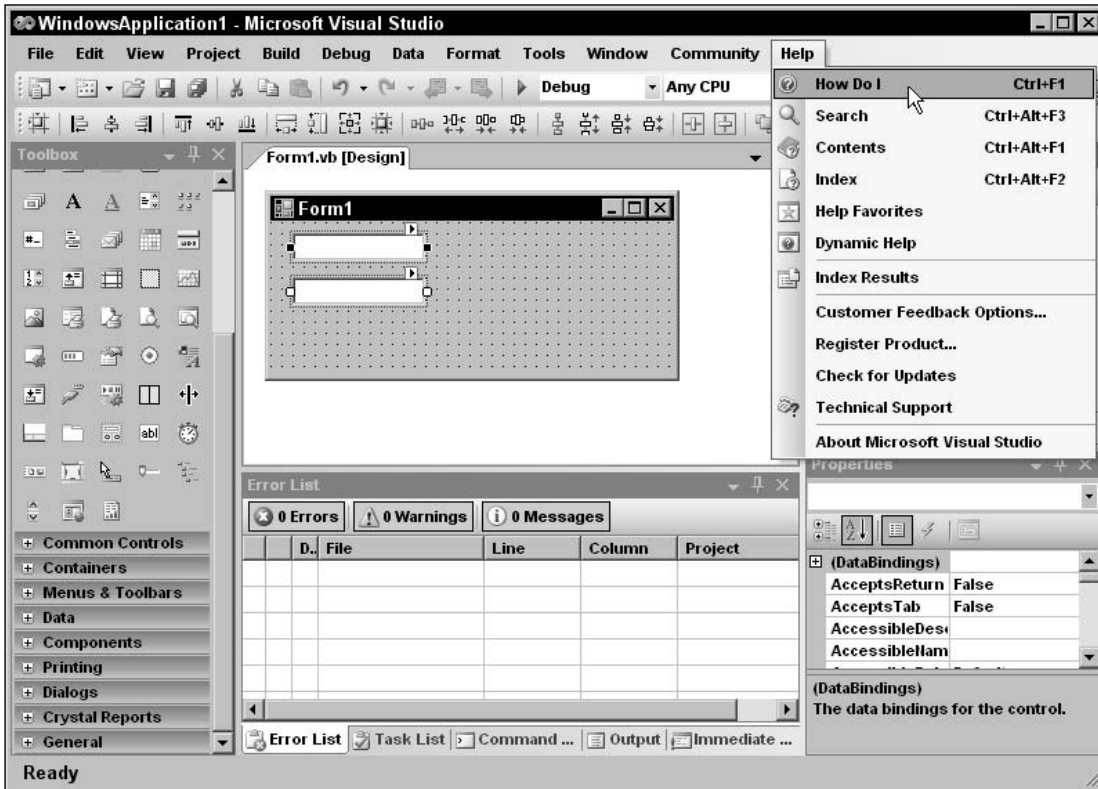 WindowsApplication1 - Microsoft Visual Studio
File Edit View Project Build Debug Data Format Tools Window Community Help
Debug Any CPU
How Do I Ctrl+F1
Search Ctrl+Alt+F3
Contents Ctrl+Alt+F1
Index Ctrl+Alt+F2
Help Favorites
Dynamic Help
Index Results
Customer Feedback Options...
Register Product...
Check for Updates
Technical Support
About Microsoft Visual Studio
Toolbox
Form1.vb [Design]
Form1
abl
Common Controls
Containers
Menus & Toolbars
Data
Components
Printing
Dialogs
Crystal Reports
General
Error List
0 Errors 0 Warnings 0 Messages
D.. File Line Column Project
Error List Task List Command ... Output Immediate ...
Properties
(DataBindings)
AcceptsReturn False
AcceptsTab False
AccessibleDes
AccessibleNam
(DataBindings)
The data bindings for the control.
Ready